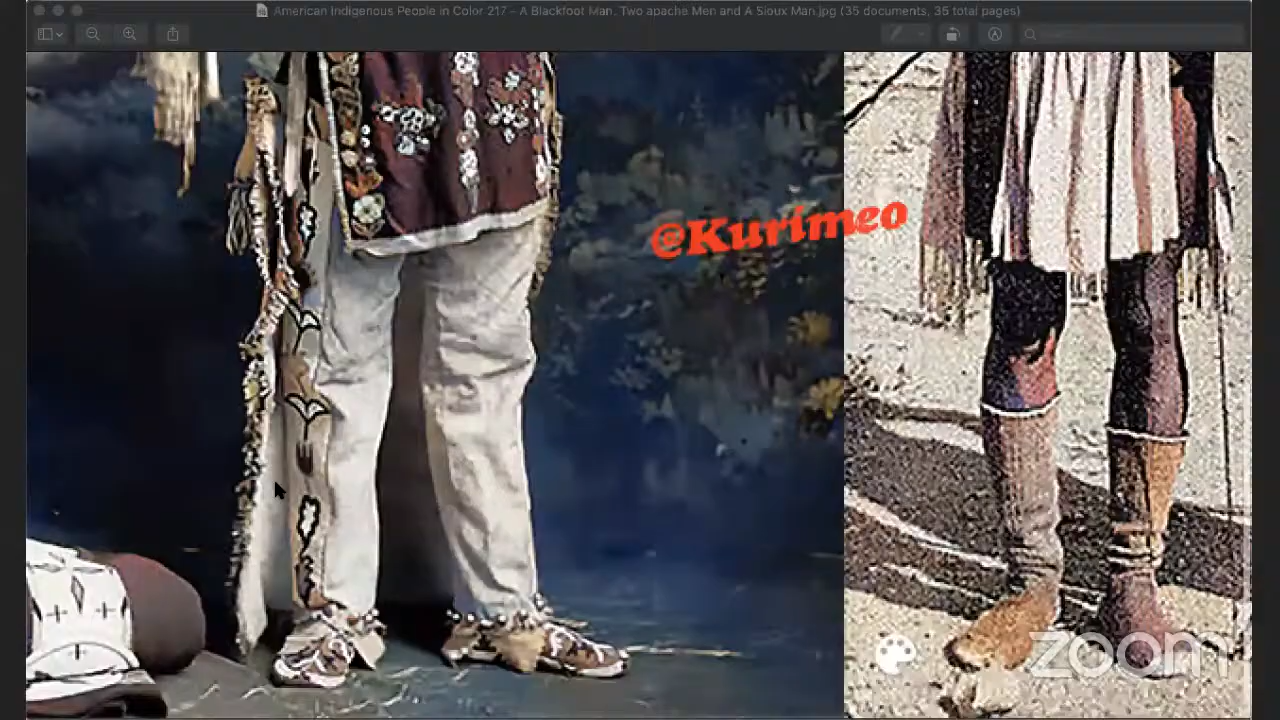 American Indigenous People in Color 217 - A Blackfoot Man. Two apache Men and A Sioux Man.jpg (35 documents, 35 total pages)
@Kurimeo
zoom